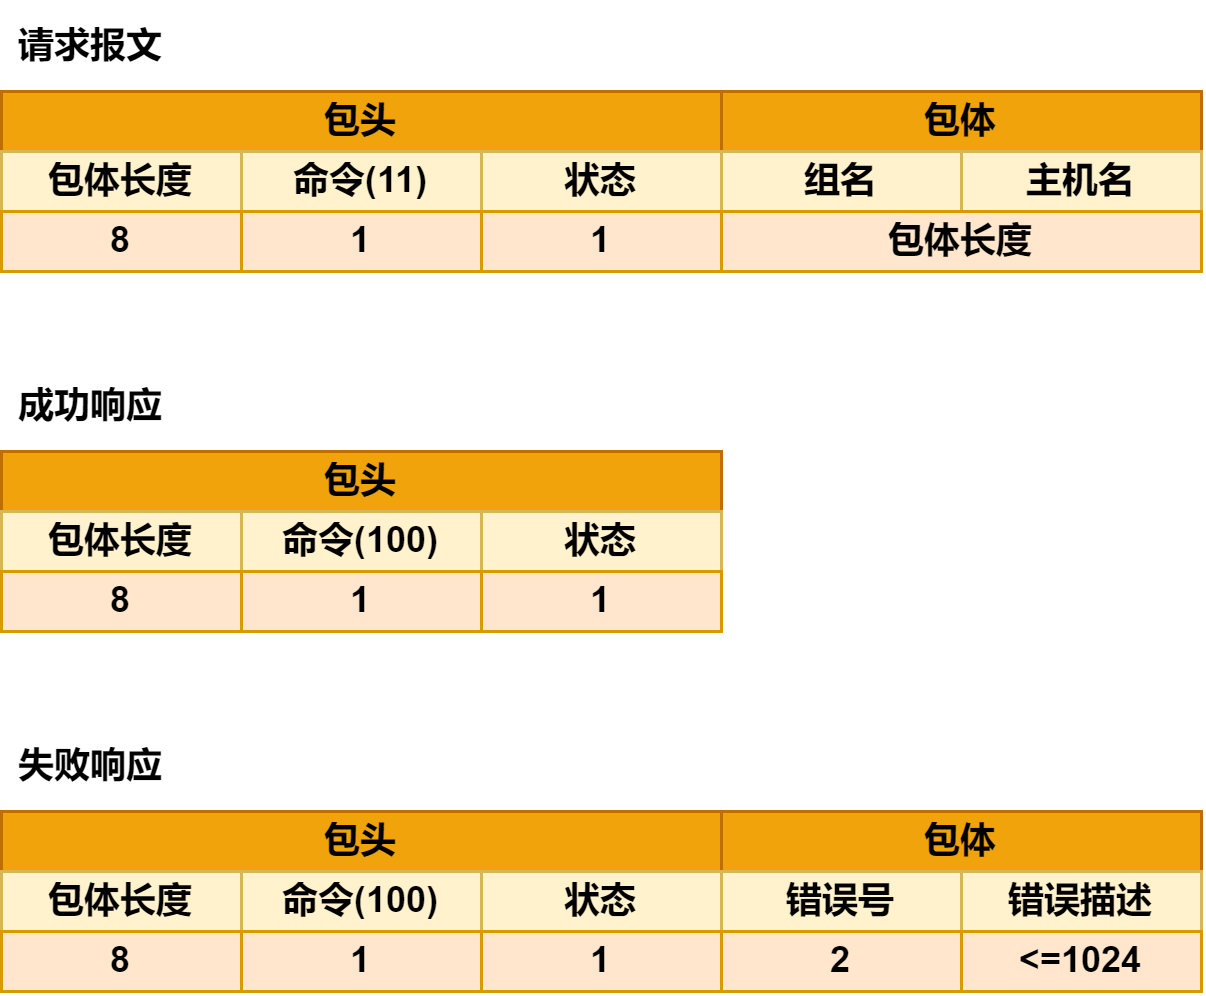 请求报文
包头 包体
包体长度 命令(11) 状态 组名 主机名
8 1 1 包体长度
成功响应
包头
包体长度 命令(100) 状态
8 1 1
失败响应
包头 包体
包体长度 命令(100) 状态 错误号 错误描述
8 1 1 2 <=1024